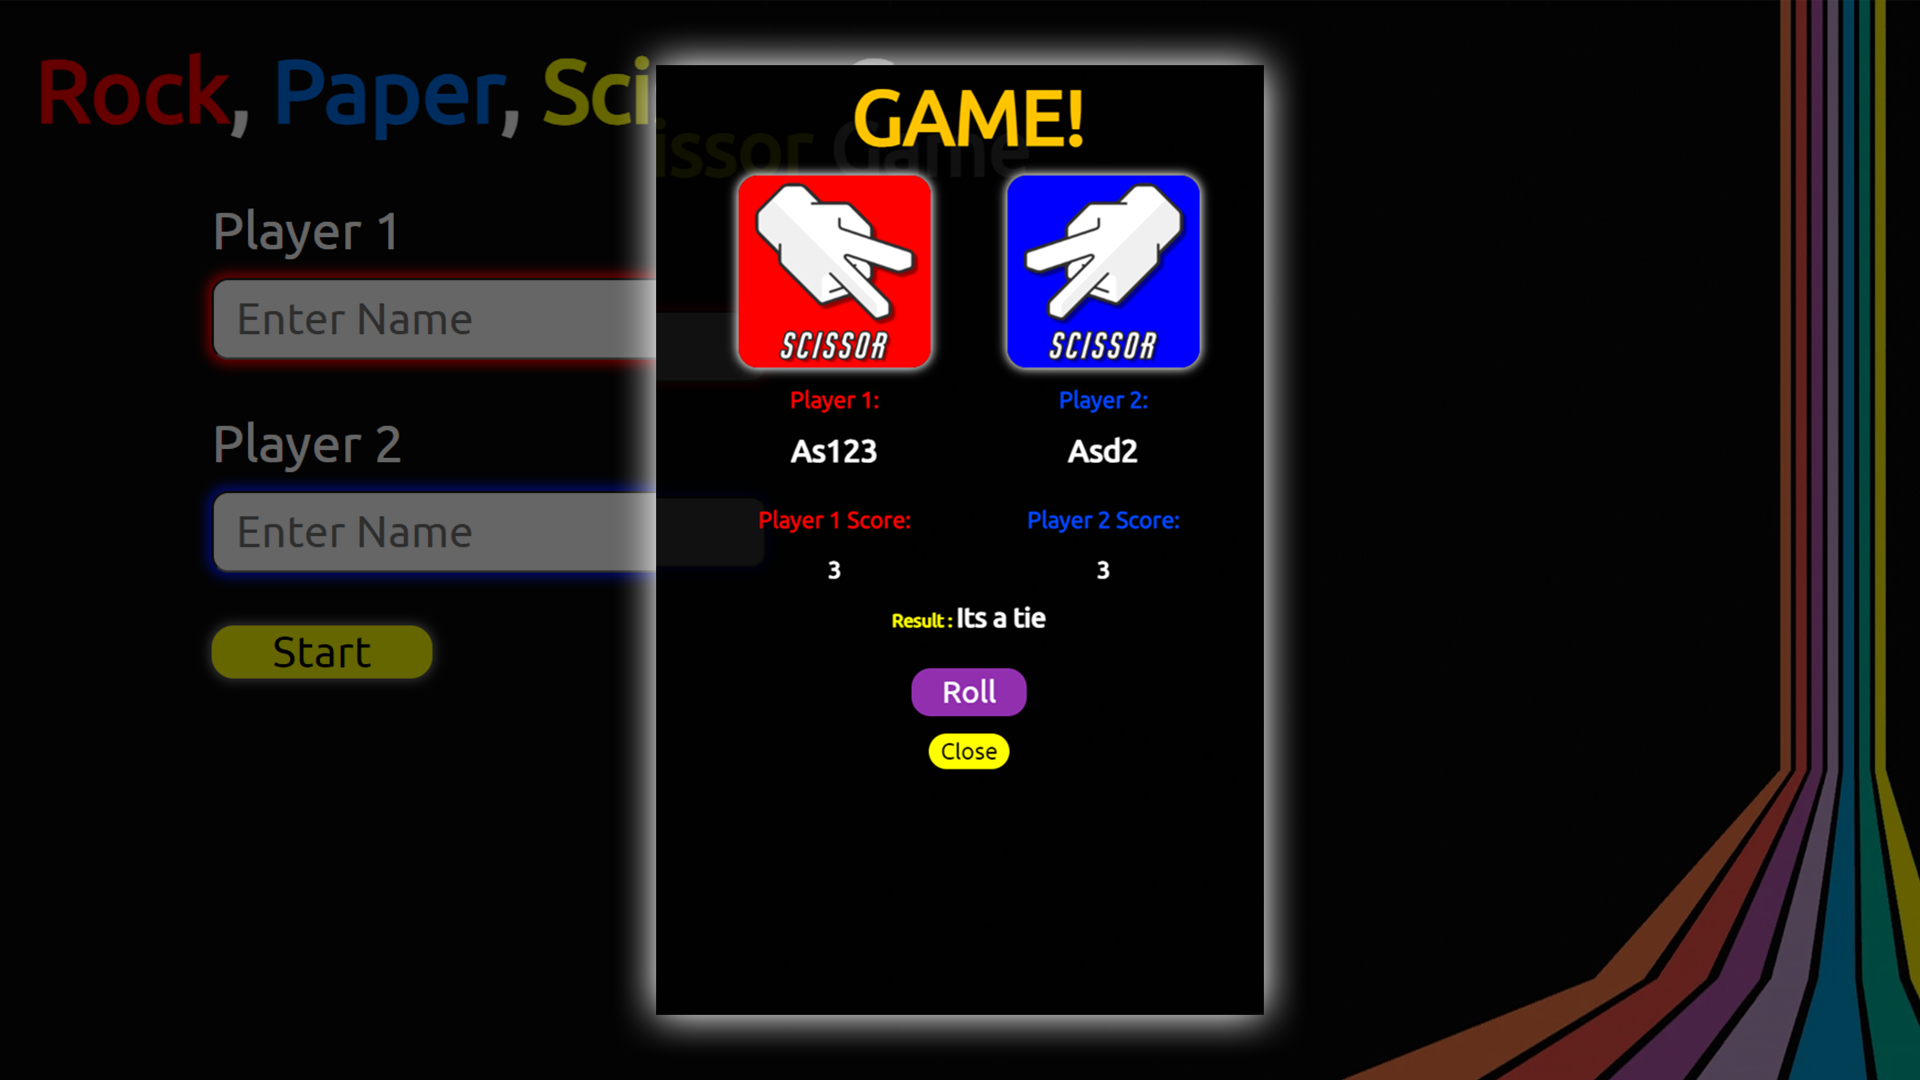 Rock, Paper, Sci
issor Game
GAME!
Player 1
Enter Name
Player 2
Enter Name
Start
SCISSOR
SCISSOR
Player 1:
Player 2:
As123
Asd2
Player 1 Score:
Player 2 Score:
3
3
Result : Its a tie
Roll
Close